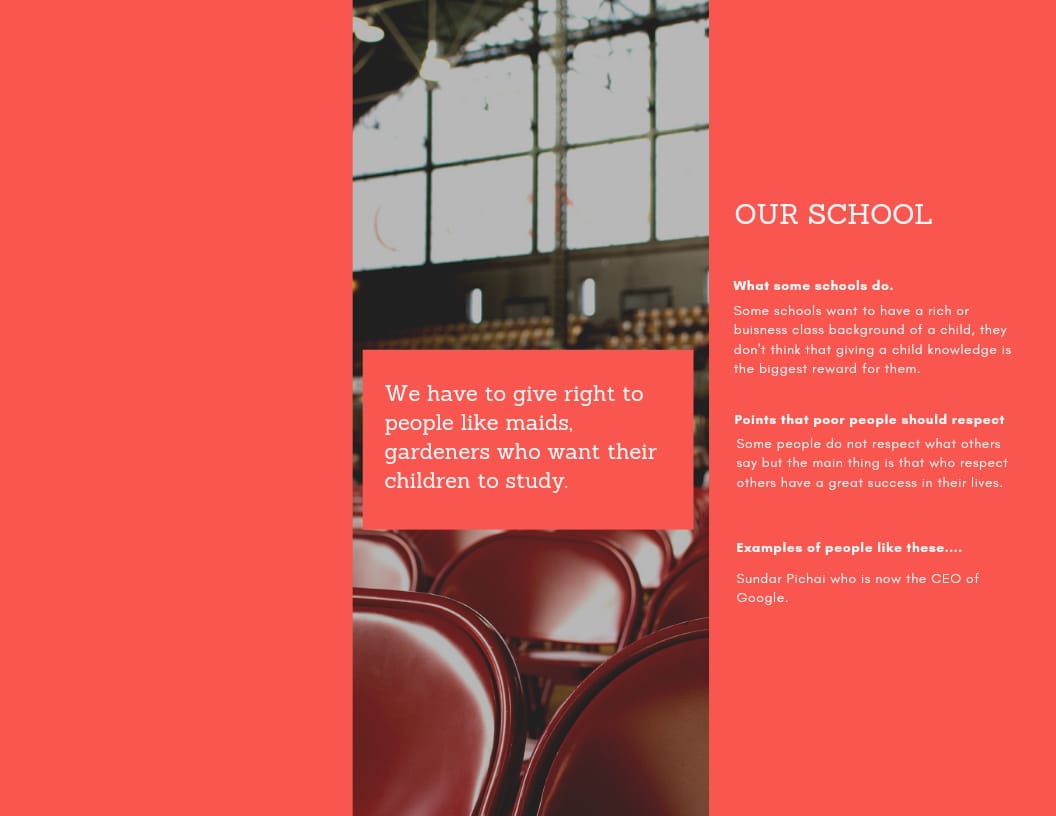 We have to give right to
people like maids,
gardeners who want their
children to study.
OUR SCHOOL
What some schools do.
Some schools want to have a rich or
buisness class background of a child, they
don't think that giving a child knowledge is
the biggest reward for them.
Points that poor people should respect
Some people do not respect what others
say but the main thing is that who respect
others have a great success in their lives.
Examples of people like these....
Sundar Pichai who is now the CEO of
Google.